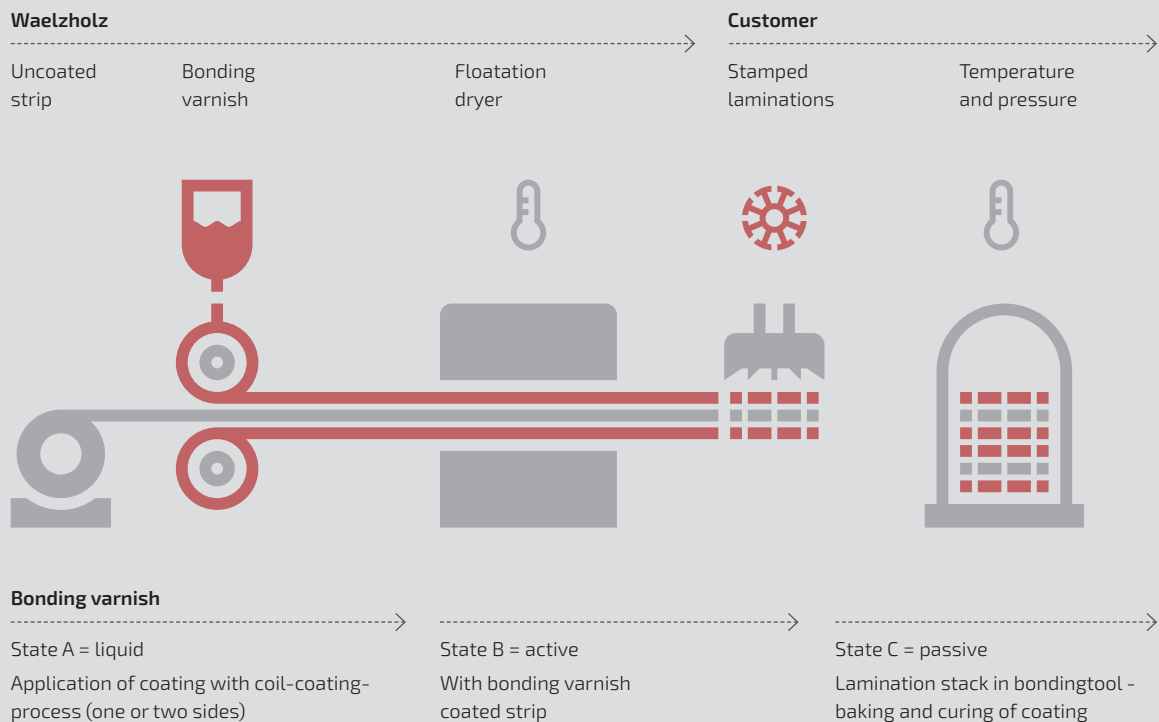 Waelzholz
Customer
Uncoated
strip
Bonding
varnish
Floatation
dryer
Stamped
laminations
Temperature
and pressure
Bonding varnish
State A = liquid
Application of coating with coil-coating-
process (one or two sides)
State B = active
With bonding varnish
coated strip
State C = passive
Lamination stack in bondingtool -
baking and curing of coating